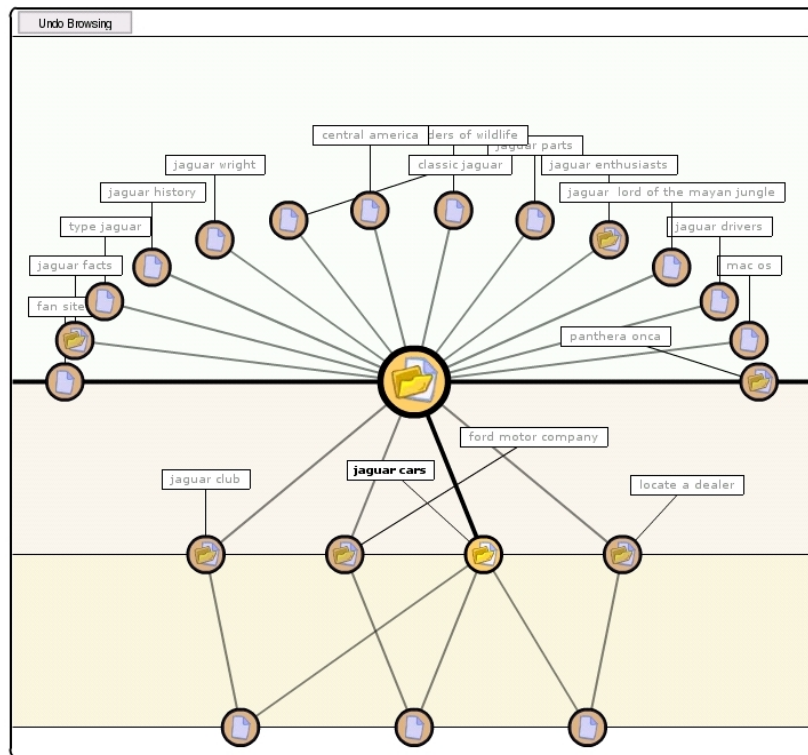 Undo Browsing
central america
ders of wildlife
jaguar parts
jaguar wright
classic jaguar
jaguar enthusiasts
jaguar history
jaguar
lord of the mayan jungle
type jaguar
jaguar drivers
jaguar facts
mac os
fan site
panthera onca
ford motor company
jaguar cars
jaguar club
locate a dealer